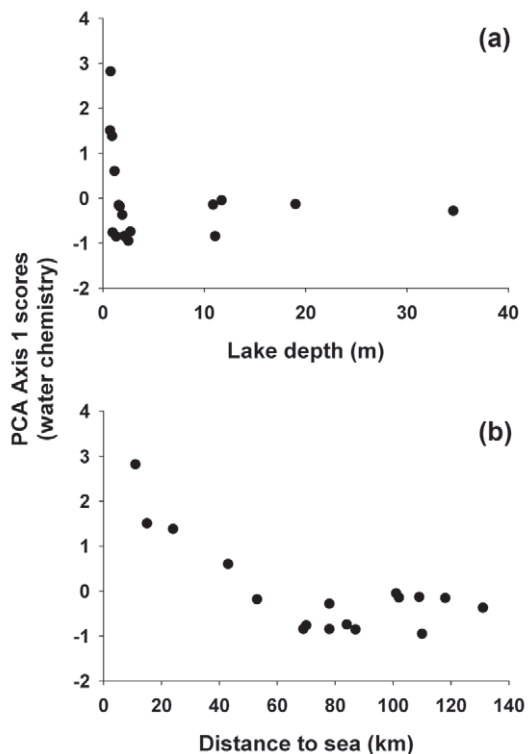 (a)
4
3
2
1
0
-1
-2
0 10 20 30 40
Lake depth (m)
PCA Axis 1 scores
(water chemistry)
(b)
4
3
2
1
0
-1
-2
0 20 40 60 80 100 120 140
Distance to sea (km)